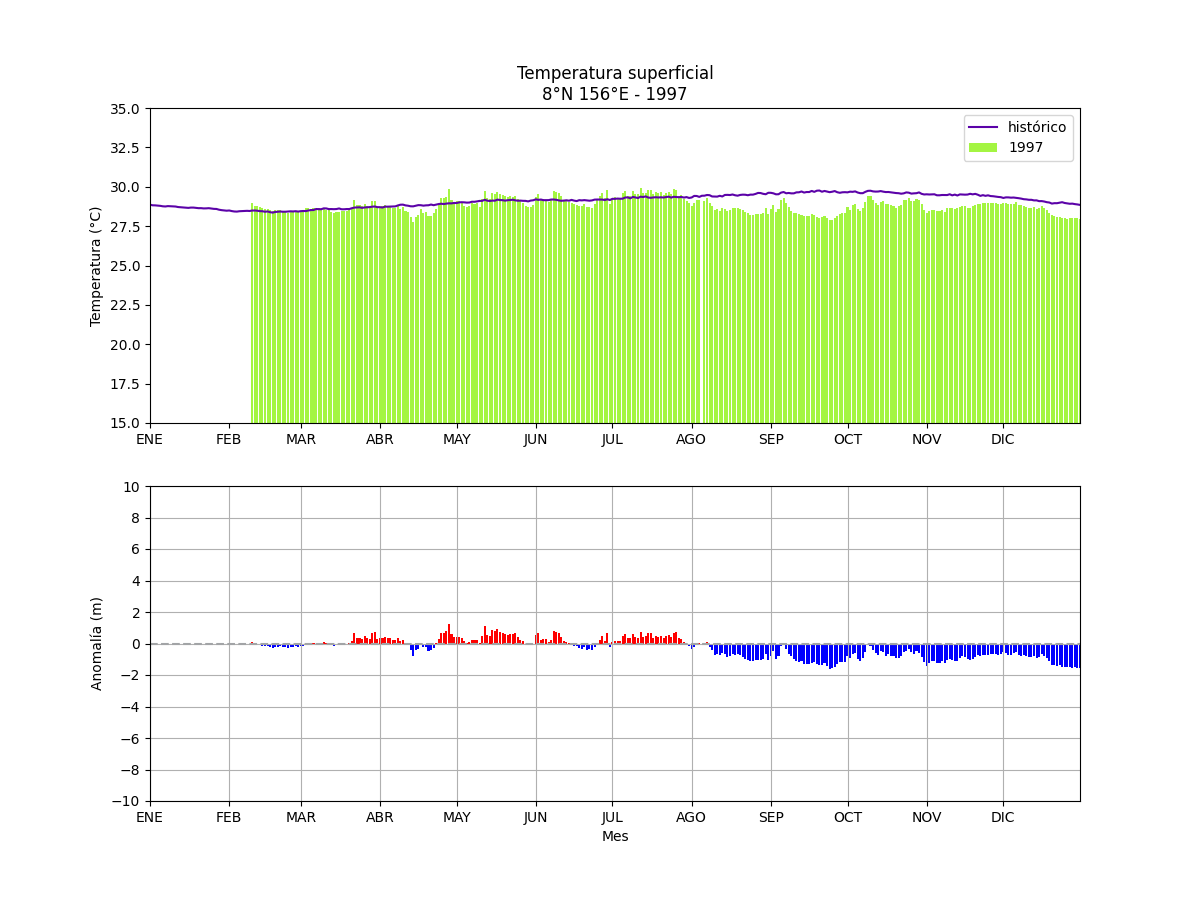 Temperatura superficial
8°N 156°E - 1997
35.0
32.5
30.0
27.5
25.0
22.5
20.0
17.5
15.0
Temperatura (°C)
histórico
1997
ENE FEB MAR ABR MAY JUN JUL AGO SEP OCT NOV DIC
10
8
6
4
2
0
−2
−4
−6
−8
−10
Anomalía (m)
ENE FEB MAR ABR MAY JUN JUL AGO SEP OCT NOV DIC
Mes